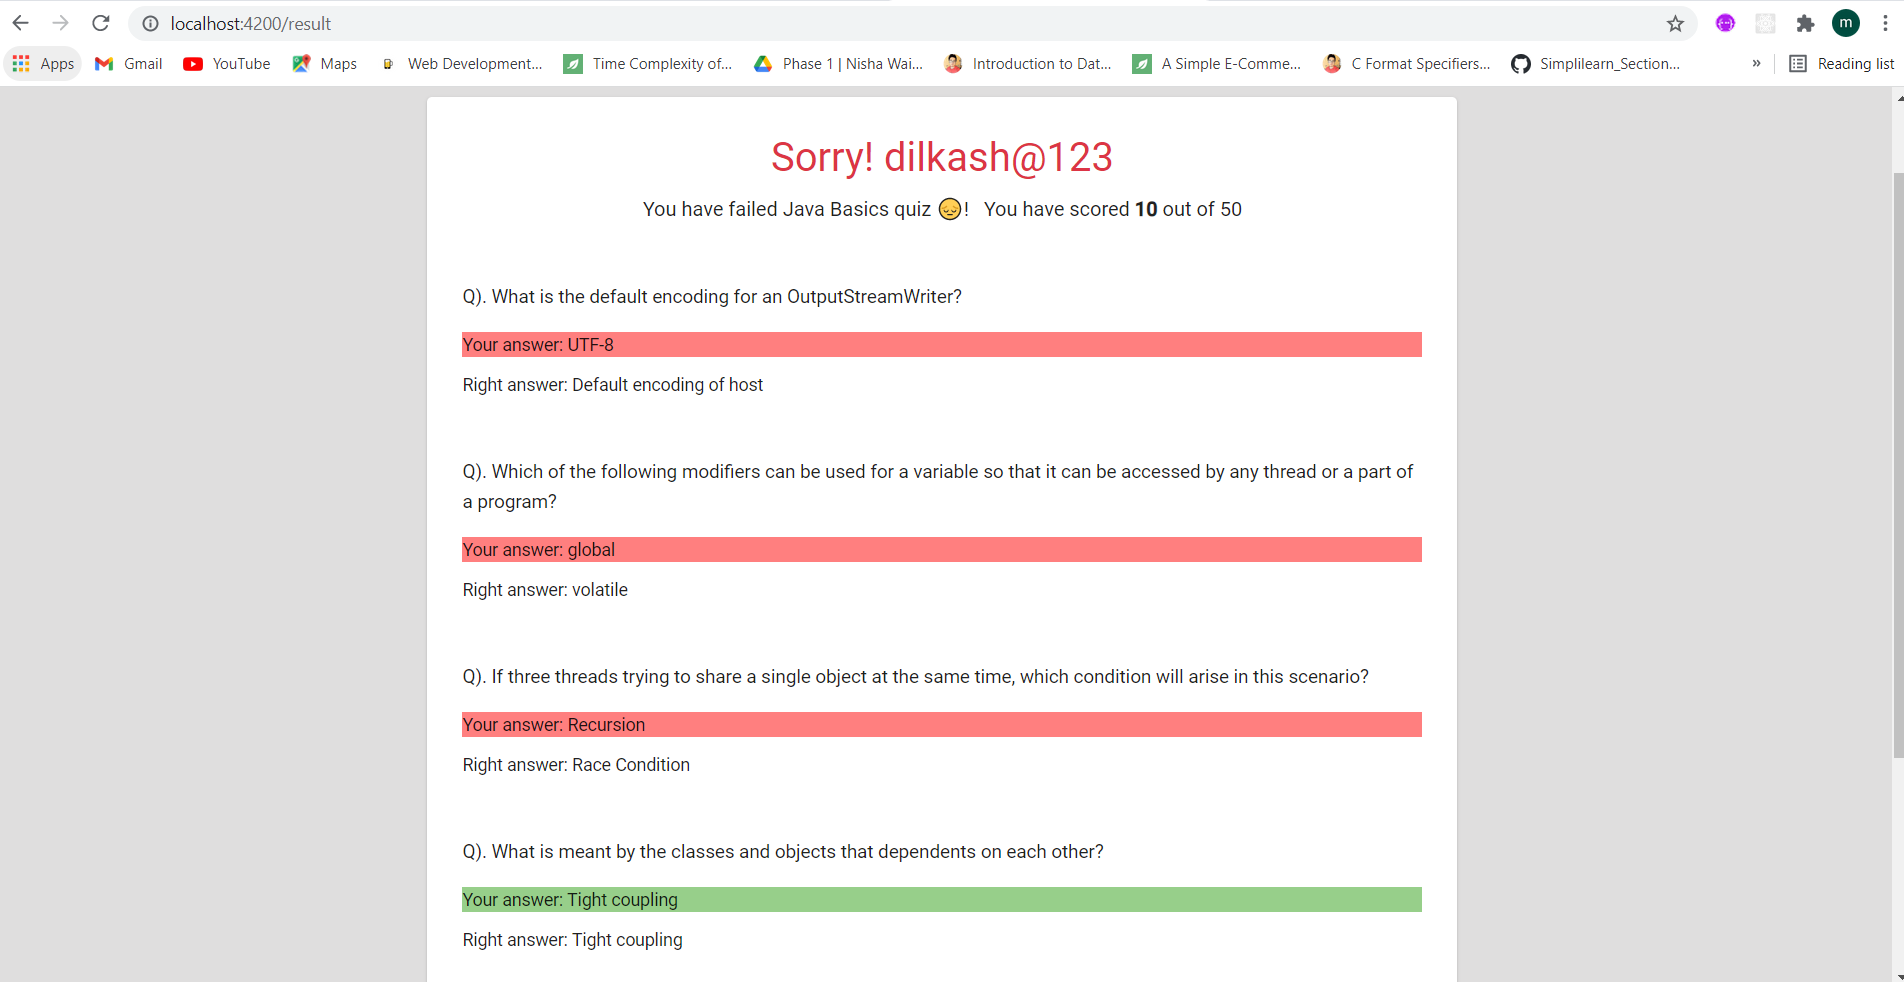 localhost:4200/result
m
Apps Gmail YouTube Maps Web Development... Time Complexity of... Phase 1 | Nisha Wai... Introduction to Dat... A Simple E-Comme... C Format Specifiers... Simplilearn_Section... » Reading list
Sorry! dilkash@123
You have failed Java Basics quiz 😔! You have scored 10 out of 50
Q). What is the default encoding for an OutputStreamWriter?
Your answer: UTF-8
Right answer: Default encoding of host
Q). Which of the following modifiers can be used for a variable so that it can be accessed by any thread or a part of
a program?
Your answer: global
Right answer: volatile
Q). If three threads trying to share a single object at the same time, which condition will arise in this scenario?
Your answer: Recursion
Right answer: Race Condition
Q). What is meant by the classes and objects that dependents on each other?
Your answer: Tight coupling
Right answer: Tight coupling